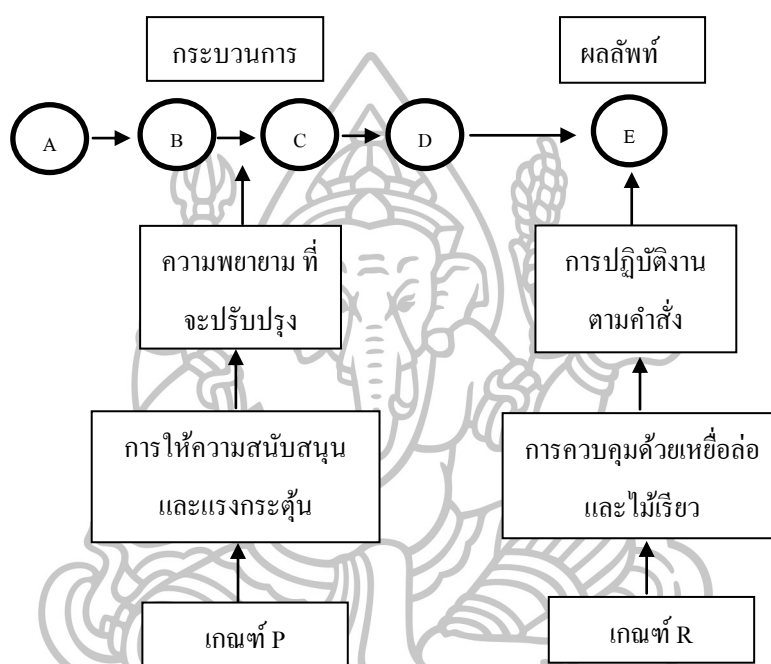 กระบวนการ
ผลลัพท์
A
B
C
D
E
ความพยายาม ที่
จะปรับปรุง
การปฏิบัติงาน
ตามคำสั่ง
การให้ความสนับสนุน
และแรงกระตุ้น
การควบคุมด้วยเหยื่อล่อ
และไม้เรียว
เกณฑ์ P
เกณฑ์ R